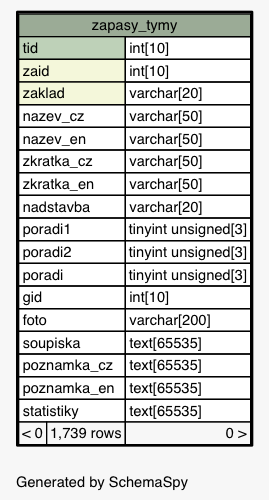 zapasy_tymy
tid int[10]
zaid int[10]
zaklad varchar[20]
nazev_cz varchar[50]
nazev_en varchar[50]
zkratka_cz varchar[50]
zkratka_en varchar[50]
nadstavba varchar[20]
poradi1 tinyint unsigned[3]
poradi2 tinyint unsigned[3]
poradi tinyint unsigned[3]
gid int[10]
foto varchar[200]
soupiska text[65535]
poznamka_cz text[65535]
poznamka_en text[65535]
statistiky text[65535]
< 0 1,739 rows 0 >
Generated by SchemaSpy